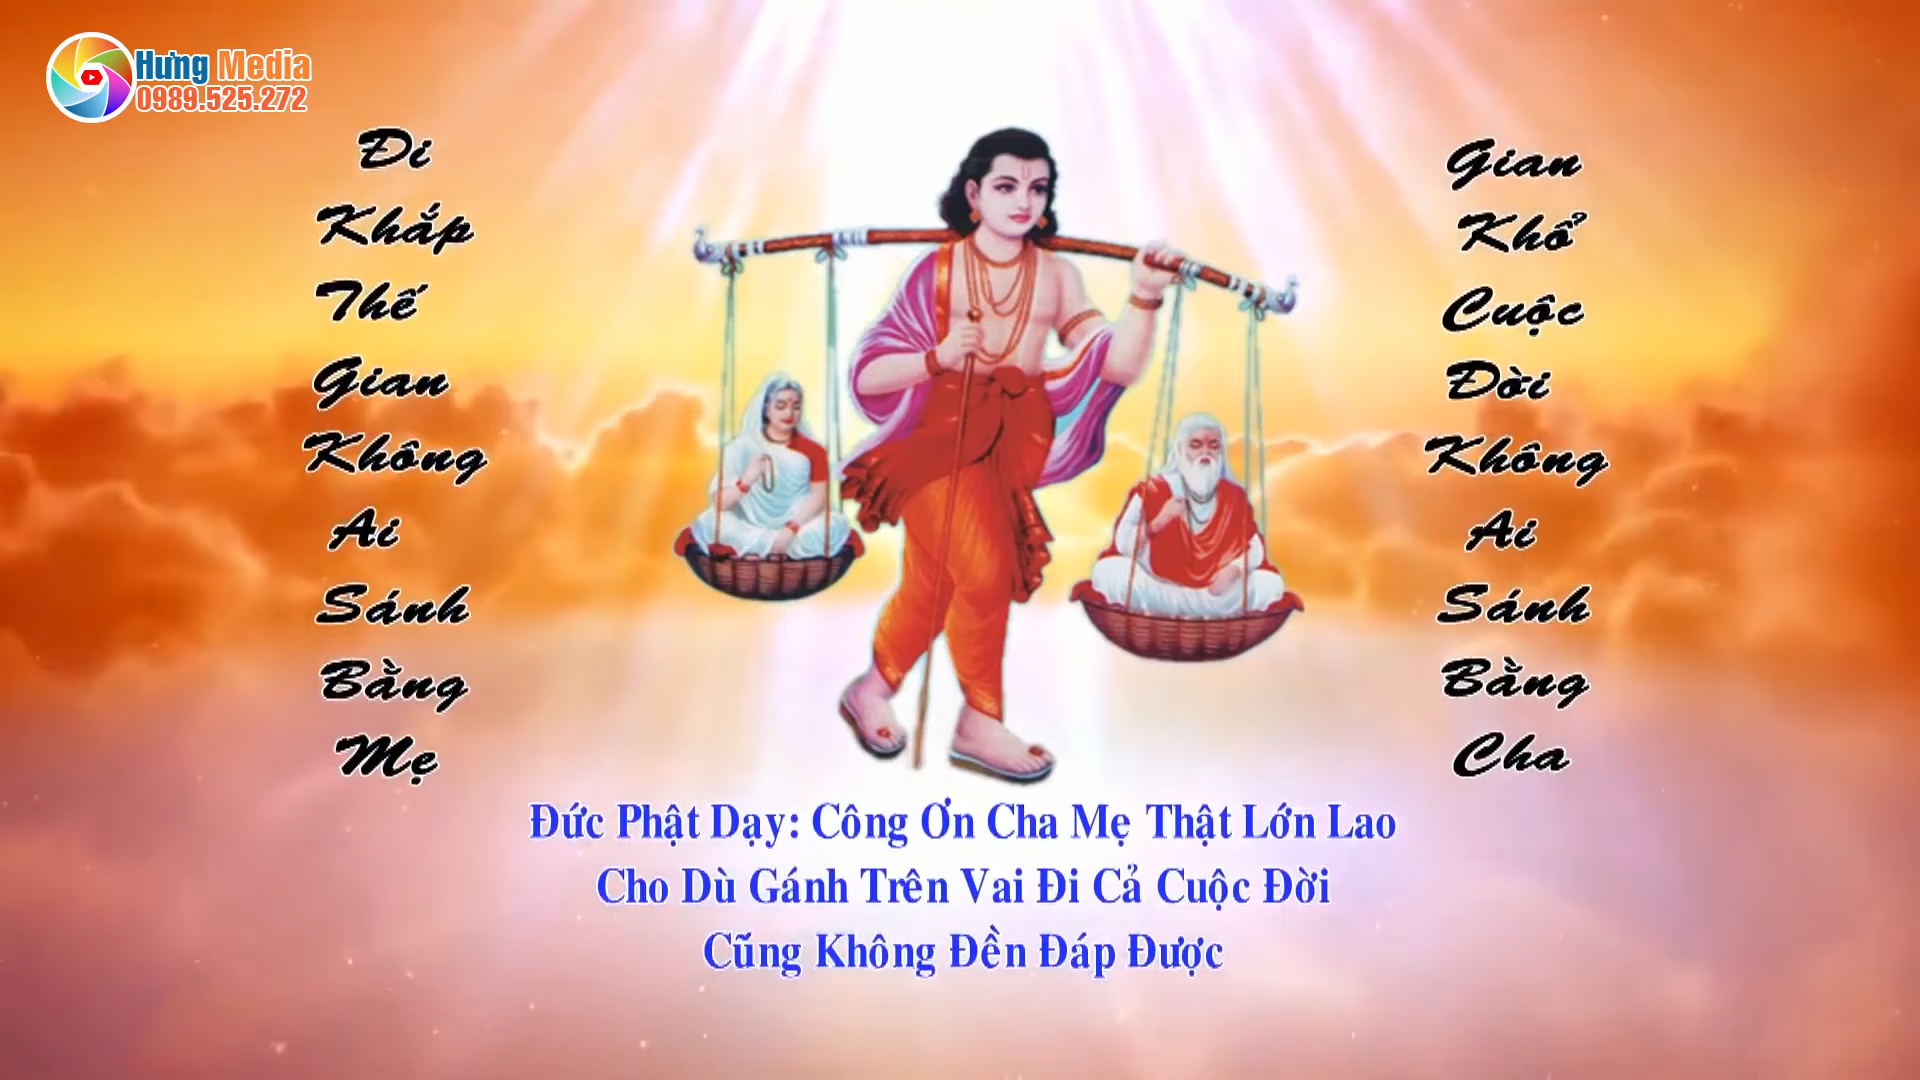 Hưng Media
0989.525.272
Đi
Khắp
Thế
Gian
Không
Ai
Sánh
Bằng
Mẹ
Gian
Khổ
Cuộc
Đời
Không
Ai
Sánh
Bằng
Cha
Đức Phật Dạy: Công Ơn Cha Mẹ Thật Lớn Lao
Cho Dù Gánh Trên Vai Đi Cả Cuộc Đời
Cũng Không Đền Đáp Được